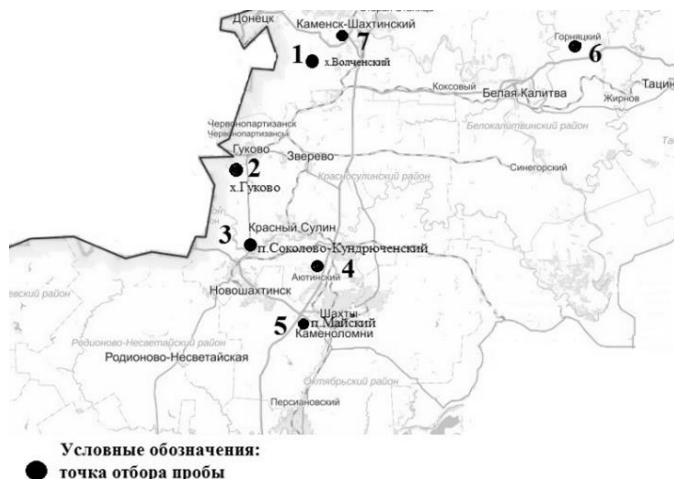 Донецк
Каменск-Шахтинский
7
Горняцкий
6
1
х.Волченский
Коксовый
Белая Калитва
Тацин
Жирнов
Червонопартизанск
Червонопартизанськ
Белокалитвинский район
Гуково
Зверево
2
х.Гуково
Красносулинский район
Синегорский
3
Красный Сулин
п.Соколово-Кундрюченский
4
Аютинский
Новошахтинск
Шахты
5
п.Майский
Каменоломни
Родионово-Несветайский район
Родионово-Несветайская
Октябрьский район
Персиановский
Условные обозначения:
точка отбора пробы